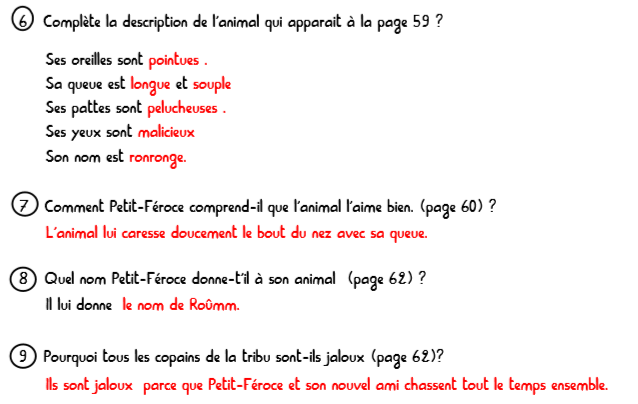 6 Complète la description de l'animal qui apparait à la page 59 ?
Ses oreilles sont pointues .
Sa queue est longue et souple
Ses pattes sont pelucheuses .
Ses yeux sont malicieux
Son nom est ronronge.
7 Comment Petit-Féroce comprend-il que l'animal l'aime bien. (page 60) ?
L'animal lui caresse doucement le bout du nez avec sa queue.
8 Quel nom Petit-Féroce donne-t'il à son animal (page 62) ?
Il lui donne le nom de Roûmm.
9 Pourquoi tous les copains de la tribu sont-ils jaloux (page 62)?
Ils sont jaloux parce que Petit-Féroce et son nouvel ami chassent tout le temps ensemble.